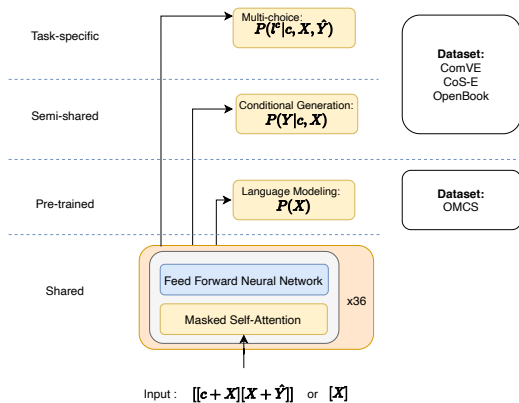 Task-specific
Multi-choice:
P(l^c|c, X, Ŷ)
Dataset:
ComVE
CoS-E
OpenBook
Semi-shared
Conditional Generation:
P(Y|c, X)
Pre-trained
Language Modeling:
P(X)
Dataset:
OMCS
Shared
Feed Forward Neural Network
Masked Self-Attention
x36
Input : [[c + X][X + Ŷ]] or [X]